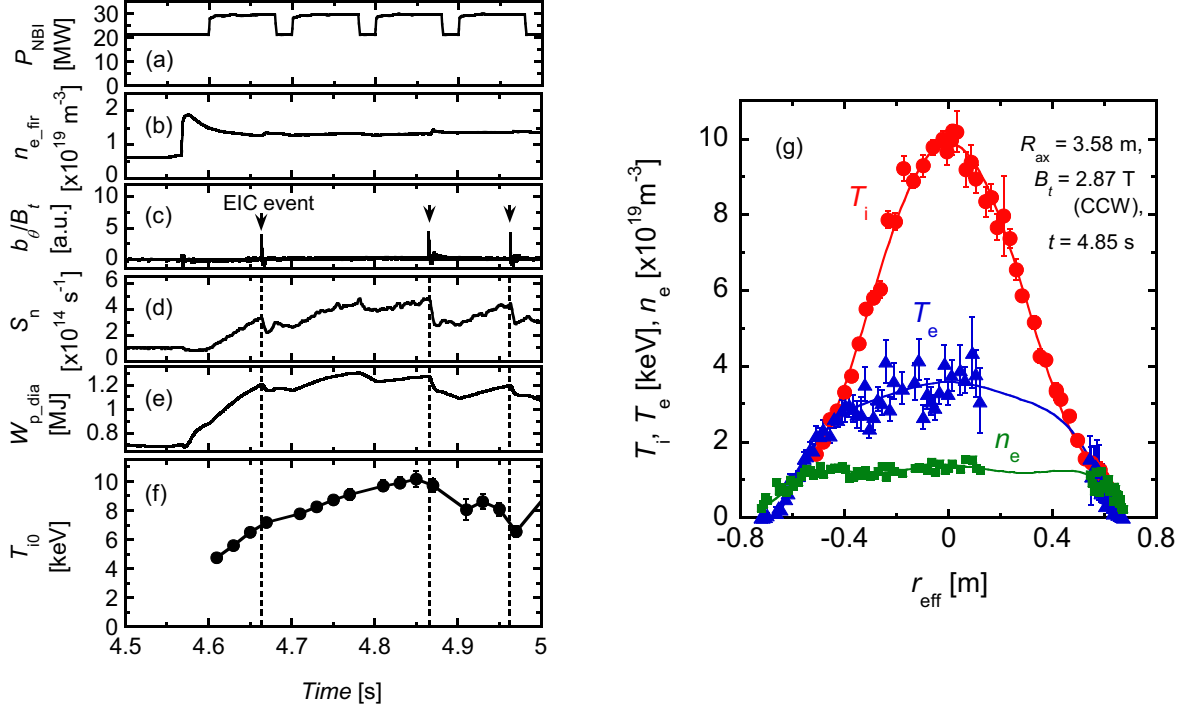 P_NBI [MW]
30
20
10
0
(a)
n_e_fir [x10^19 m^-3]
2
1
0
(b)
b_θ/B_t [a.u.]
10
5
0
(c)
EIC event
S_n [x10^14 s^-1]
6
4
2
0
(d)
W_p_dia [MJ]
1.2
0.8
(e)
T_i0 [keV]
10
8
6
4
2
0
(f)
4.5
4.6
4.7
4.8
4.9
5
Time [s]
T_i, T_e [keV], n_e [x10^19 m^-3]
10
8
6
4
2
0
(g)
R_ax = 3.58 m,
B_t = 2.87 T
(CCW),
t = 4.85 s
T_i
T_e
n_e
-0.8
-0.4
0
0.4
0.8
r_eff [m]